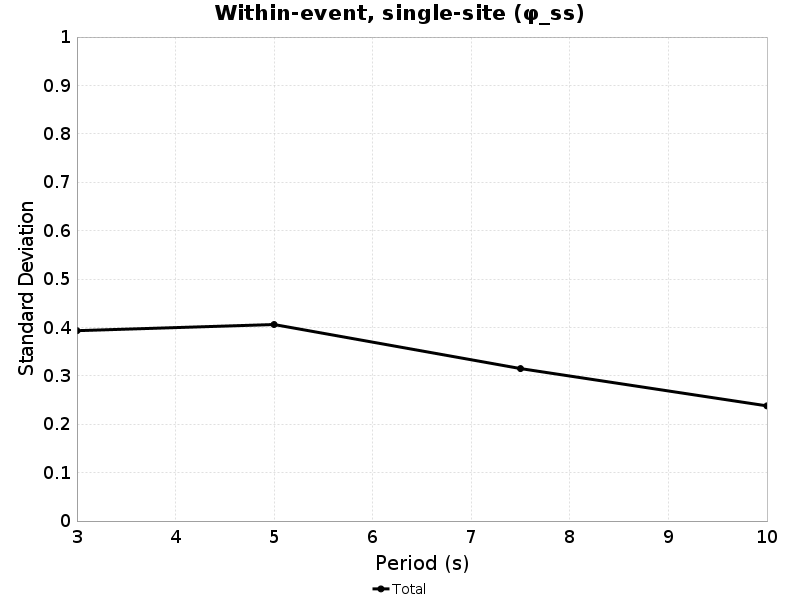 Within-event, single-site (φ_ss)
1
0.9
0.8
0.7
0.6
0.5
0.4
0.3
0.2
0.1
0
Standard Deviation
3 4 5 6 7 8 9 10
Period (s)
Total